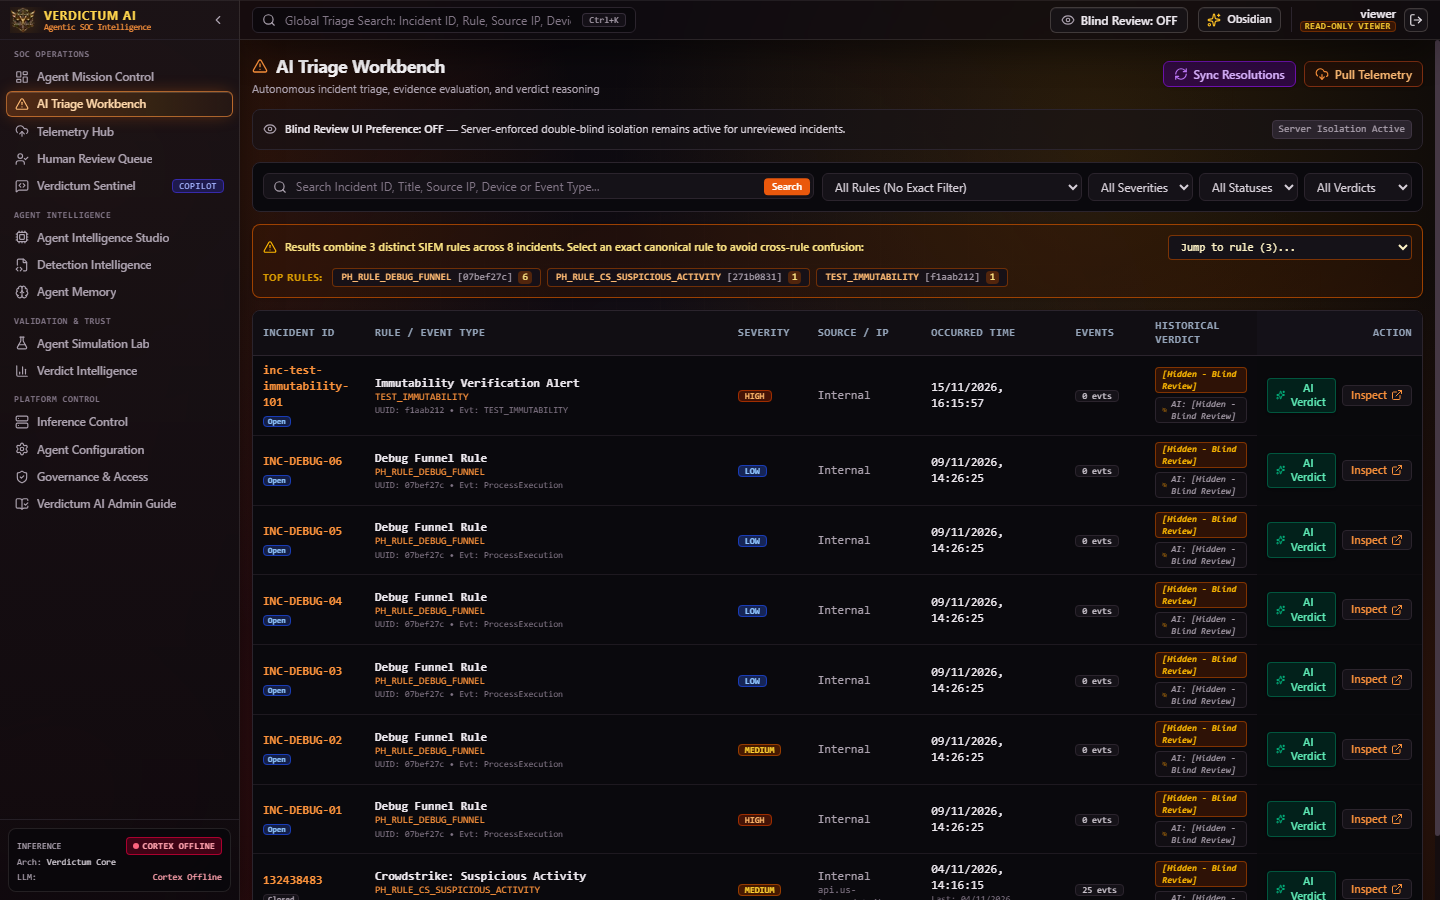 VERDICTUM AI
Agentic SOC Intelligence
Global Triage Search: Incident ID, Rule, Source IP, Devi
Ctrl+K
Blind Review: OFF
Obsidian
viewer
READ-ONLY VIEWER
SOC OPERATIONS
Agent Mission Control
AI Triage Workbench
Telemetry Hub
Human Review Queue
Verdictum Sentinel
COPILOT
AGENT INTELLIGENCE
Agent Intelligence Studio
Detection Intelligence
Agent Memory
VALIDATION & TRUST
Agent Simulation Lab
Verdict Intelligence
PLATFORM CONTROL
Inference Control
Agent Configuration
Governance & Access
Verdictum AI Admin Guide
INFERENCE
CORTEX OFFLINE
Arch: Verdictum Core
LLM:
Cortex Offline
AI Triage Workbench
Autonomous incident triage, evidence evaluation, and verdict reasoning
Sync Resolutions
Pull Telemetry
Blind Review UI Preference: OFF — Server-enforced double-blind isolation remains active for unreviewed incidents.
Server Isolation Active
Search Incident ID, Title, Source IP, Device or Event Type...
Search
All Rules (No Exact Filter)
All Severities
All Statuses
All Verdicts
Results combine 3 distinct SIEM rules across 8 incidents. Select an exact canonical rule to avoid cross-rule confusion:
Jump to rule (3)...
TOP RULES:
PH_RULE_DEBUG_FUNNEL [07bef27c] 6
PH_RULE_CS_SUSPICIOUS_ACTIVITY [271b0831] 1
TEST_IMMUTABILITY [f1aab212] 1
INCIDENT ID
RULE / EVENT TYPE
SEVERITY
SOURCE / IP
OCCURRED TIME
EVENTS
HISTORICAL
VERDICT
ACTION
inc-test-
immutability-
101
Open
Immutability Verification Alert
TEST_IMMUTABILITY
UUID: f1aab212 • Evt: TEST_IMMUTABILITY
HIGH
Internal
15/11/2026,
16:15:57
0 evts
[Hidden - Blind
Review]
AI: [Hidden -
Blind Review]
AI
Verdict
Inspect
INC-DEBUG-06
Open
Debug Funnel Rule
PH_RULE_DEBUG_FUNNEL
UUID: 07bef27c • Evt: ProcessExecution
LOW
Internal
09/11/2026,
14:26:25
0 evts
[Hidden - Blind
Review]
AI: [Hidden -
Blind Review]
AI
Verdict
Inspect
INC-DEBUG-05
Open
Debug Funnel Rule
PH_RULE_DEBUG_FUNNEL
UUID: 07bef27c • Evt: ProcessExecution
LOW
Internal
09/11/2026,
14:26:25
0 evts
[Hidden - Blind
Review]
AI: [Hidden -
Blind Review]
AI
Verdict
Inspect
INC-DEBUG-04
Open
Debug Funnel Rule
PH_RULE_DEBUG_FUNNEL
UUID: 07bef27c • Evt: ProcessExecution
LOW
Internal
09/11/2026,
14:26:25
0 evts
[Hidden - Blind
Review]
AI: [Hidden -
Blind Review]
AI
Verdict
Inspect
INC-DEBUG-03
Open
Debug Funnel Rule
PH_RULE_DEBUG_FUNNEL
UUID: 07bef27c • Evt: ProcessExecution
LOW
Internal
09/11/2026,
14:26:25
0 evts
[Hidden - Blind
Review]
AI: [Hidden -
Blind Review]
AI
Verdict
Inspect
INC-DEBUG-02
Open
Debug Funnel Rule
PH_RULE_DEBUG_FUNNEL
UUID: 07bef27c • Evt: ProcessExecution
MEDIUM
Internal
09/11/2026,
14:26:25
0 evts
[Hidden - Blind
Review]
AI: [Hidden -
Blind Review]
AI
Verdict
Inspect
INC-DEBUG-01
Open
Debug Funnel Rule
PH_RULE_DEBUG_FUNNEL
UUID: 07bef27c • Evt: ProcessExecution
HIGH
Internal
09/11/2026,
14:26:25
0 evts
[Hidden - Blind
Review]
AI: [Hidden -
Blind Review]
AI
Verdict
Inspect
132438483
Closed
Crowdstrike: Suspicious Activity
PH_RULE_CS_SUSPICIOUS_ACTIVITY
MEDIUM
Internal
api.us-
04/11/2026,
14:16:15
Last: 04/11/2026
25 evts
[Hidden - Blind
Review]
AI: [Hidden -
AI
Verdict
Inspect